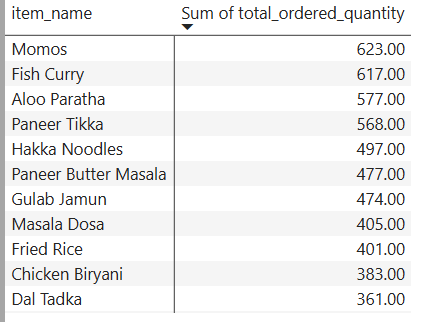 item_name Sum of total_ordered_quantity
Momos 623.00
Fish Curry 617.00
Aloo Paratha 577.00
Paneer Tikka 568.00
Hakka Noodles 497.00
Paneer Butter Masala 477.00
Gulab Jamun 474.00
Masala Dosa 405.00
Fried Rice 401.00
Chicken Biryani 383.00
Dal Tadka 361.00